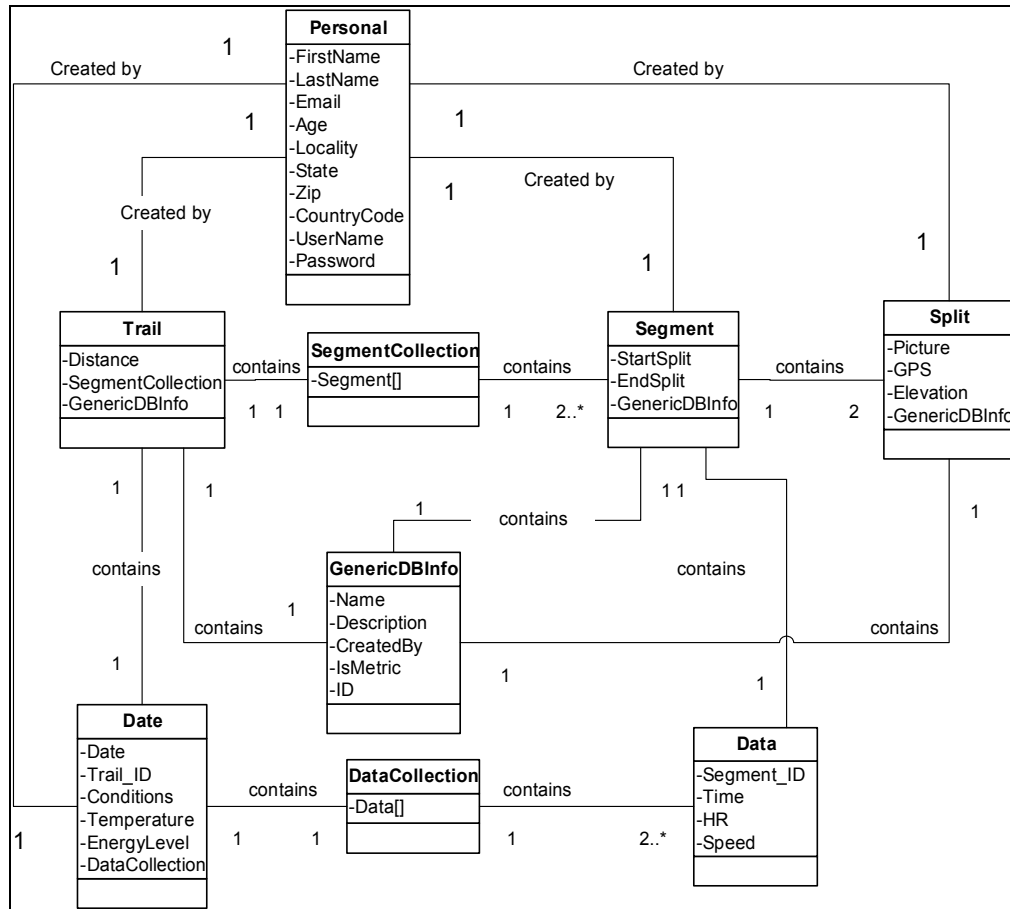 Personal
-FirstName
-LastName
-Email
-Age
-Locality
-State
-Zip
-CountryCode
-UserName
-Password
1
Created by
Created by
1
1
Created by
1
Created by
1
1
1
Trail
-Distance
-SegmentCollection
-GenericDBInfo
contains
1 1
SegmentCollection
-Segment[]
contains
1
2..*
Segment
-StartSplit
-EndSplit
-GenericDBInfo
contains
1
2
Split
-Picture
-GPS
-Elevation
-GenericDBInfo
1
1
1
contains
1 1
1
contains
contains
GenericDBInfo
-Name
-Description
-CreatedBy
-IsMetric
-ID
1
contains
contains
1
1
1
Date
-Date
-Trail_ID
-Conditions
-Temperature
-EnergyLevel
-DataCollection
1
contains
1
1
DataCollection
-Data[]
contains
1
2..*
Data
-Segment_ID
-Time
-HR
-Speed